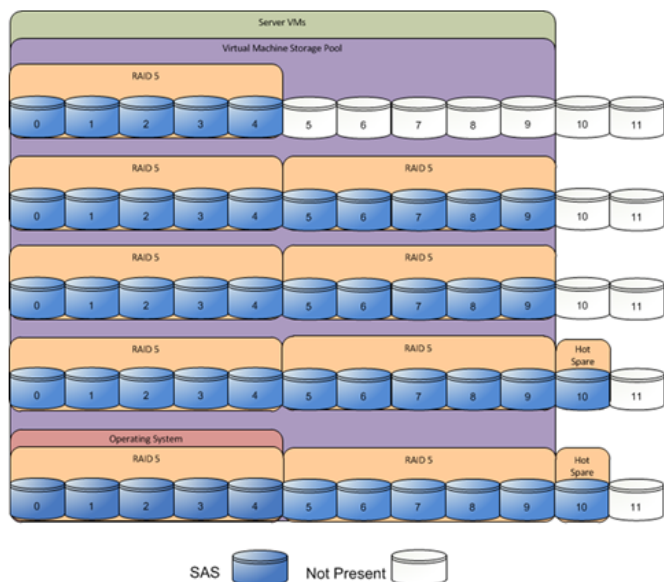 Server VMs
Virtual Machine Storage Pool
RAID 5
0 1 2 3 4 5 6 7 8 9 10 11
RAID 5 RAID 5
0 1 2 3 4 5 6 7 8 9 10 11
RAID 5 RAID 5
0 1 2 3 4 5 6 7 8 9 10 11
RAID 5 RAID 5 Hot
Spare
0 1 2 3 4 5 6 7 8 9 10 11
Operating System
RAID 5 RAID 5 Hot
Spare
0 1 2 3 4 5 6 7 8 9 10 11
SAS Not Present